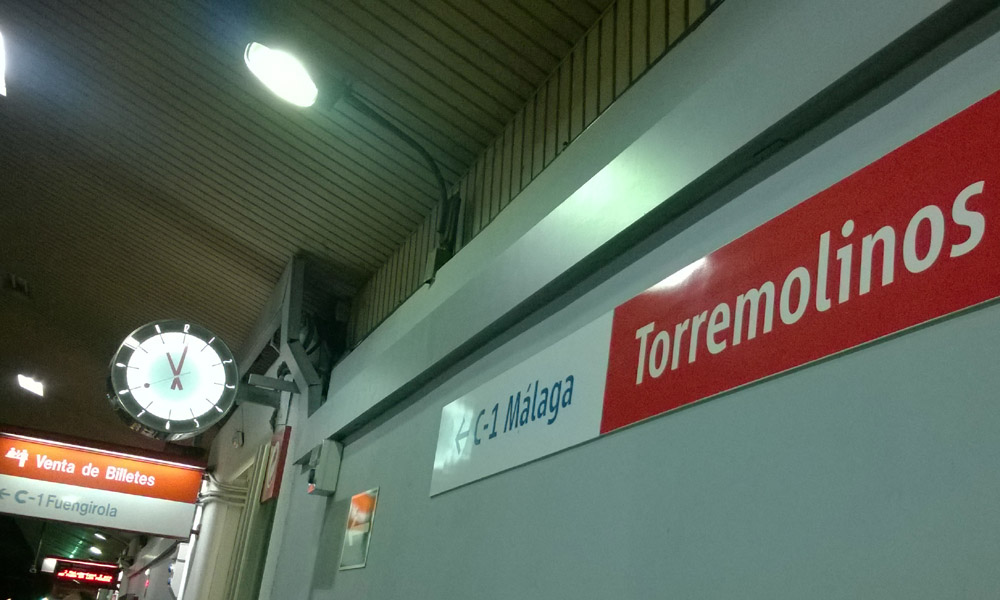 Torremolinos
← C-1 Málaga
Venta de Billetes
← C-1 Fuengirola